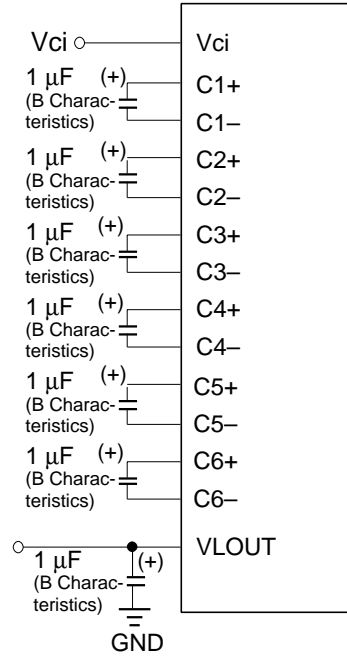 Vci Vci
1 μF (+) C1+
(B Charac-
teristics) C1–
1 μF (+) C2+
(B Charac-
teristics) C2–
1 μF (+) C3+
(B Charac-
teristics) C3–
1 μF (+) C4+
(B Charac-
teristics) C4–
1 μF (+) C5+
(B Charac-
teristics) C5–
1 μF (+) C6+
(B Charac-
teristics) C6–
VLOUT
1 μF (+)
(B Charac-
teristics)
GND